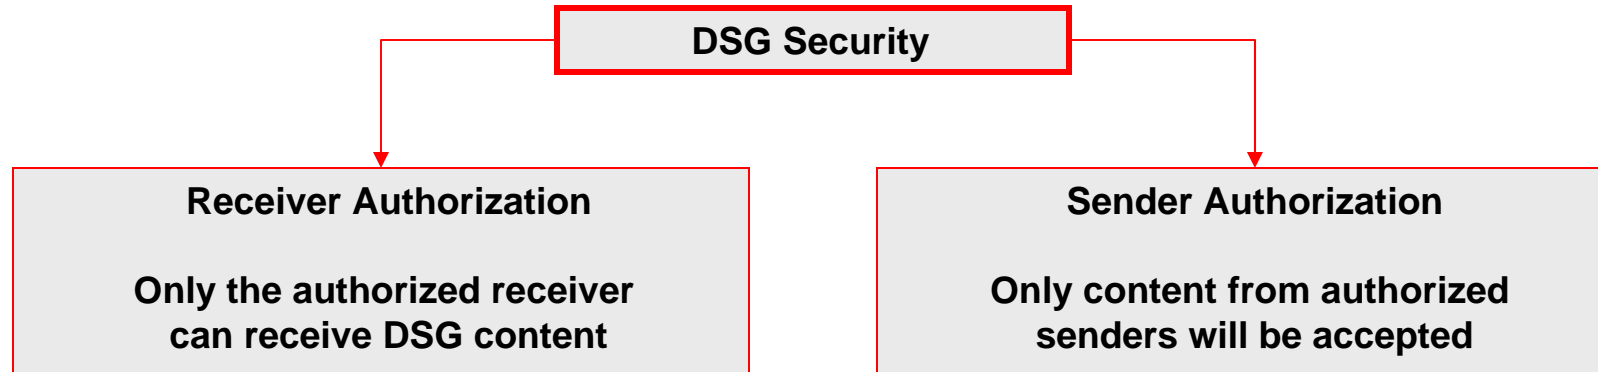 DSG Security
Receiver Authorization
Only the authorized receiver
can receive DSG content
Sender Authorization
Only content from authorized
senders will be accepted